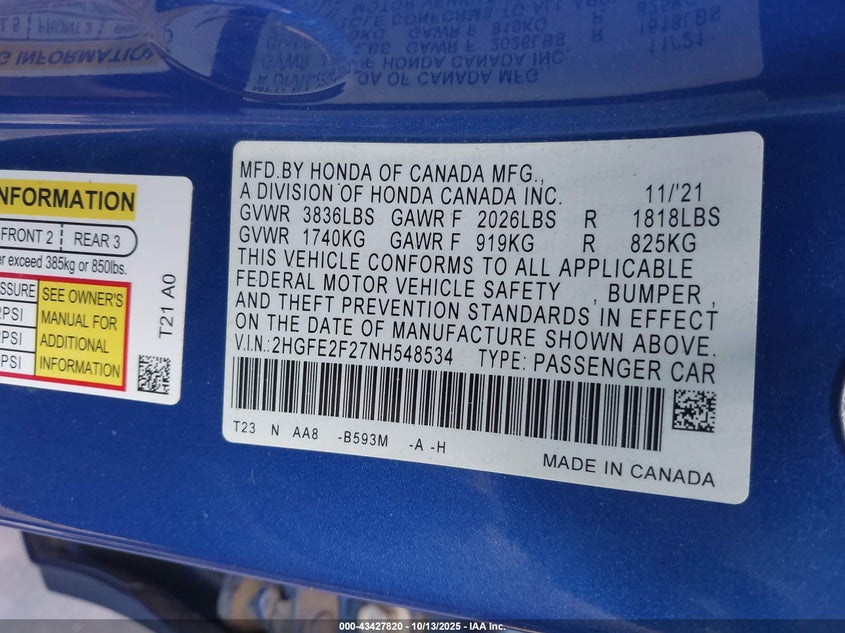 MFD.BY HONDA OF CANADA MFG.,
A DIVISION OF HONDA CANADA INC. 11/'21
GVWR 3836LBS GAWR F 2026LBS R 1818LBS
GVWR 1740KG GAWR F 919KG R 825KG
THIS VEHICLE CONFORMS TO ALL APPLICABLE
FEDERAL MOTOR VEHICLE SAFETY , BUMPER ,
AND THEFT PREVENTION STANDARDS IN EFFECT
ON THE DATE OF MANUFACTURE SHOWN ABOVE.
V.I.N.:2HGFE2F27NH548534 TYPE: PASSENGER CAR
T23 N AA8 -B593M -A -H
MADE IN CANADA
INFORMATION
FRONT 2 REAR 3
exceed 385kg or 850lbs.
SEE OWNER'S
MANUAL FOR
ADDITIONAL
INFORMATION
PSI
PSI
PSI
T21 A0
000-43427820 - 10/13/2025 - IAA Inc.